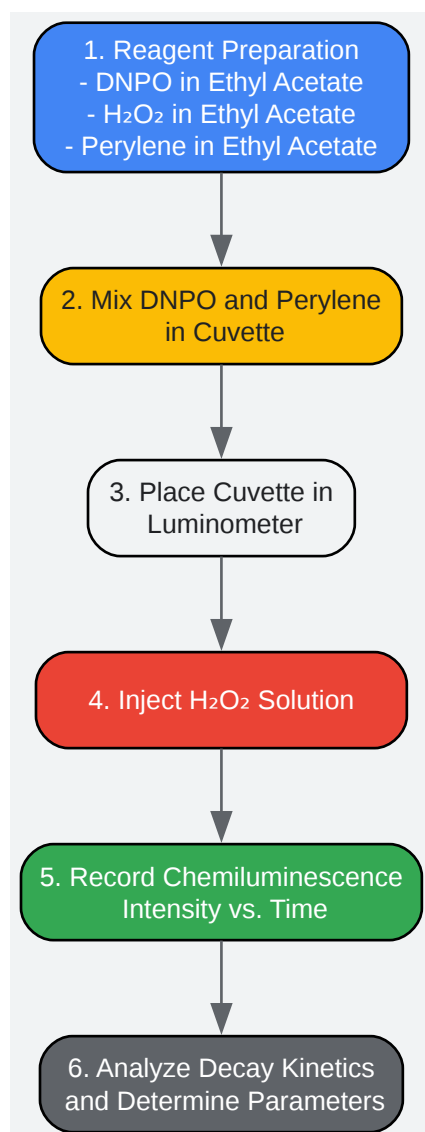 1. Reagent Preparation
- DNPO in Ethyl Acetate
- H₂O₂ in Ethyl Acetate
- Perylene in Ethyl Acetate
2. Mix DNPO and Perylene
in Cuvette
3. Place Cuvette in
Luminometer
4. Inject H₂O₂ Solution
5. Record Chemiluminescence
Intensity vs. Time
6. Analyze Decay Kinetics
and Determine Parameters